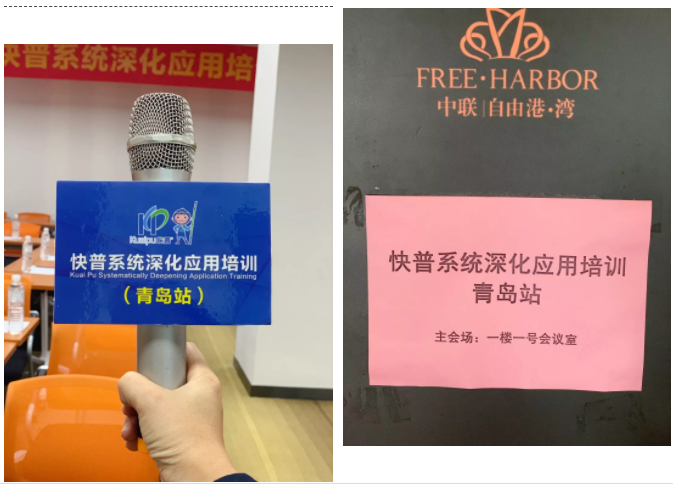 快普系统深化应用培
Kuaipu
快普系统深化应用培训
Kuai Pu Systematically Deepening Application Training
（青岛站）
FREE·HARBOR
中联|自由港·湾
快普系统深化应用培训
青岛站
主会场：一楼一号会议室